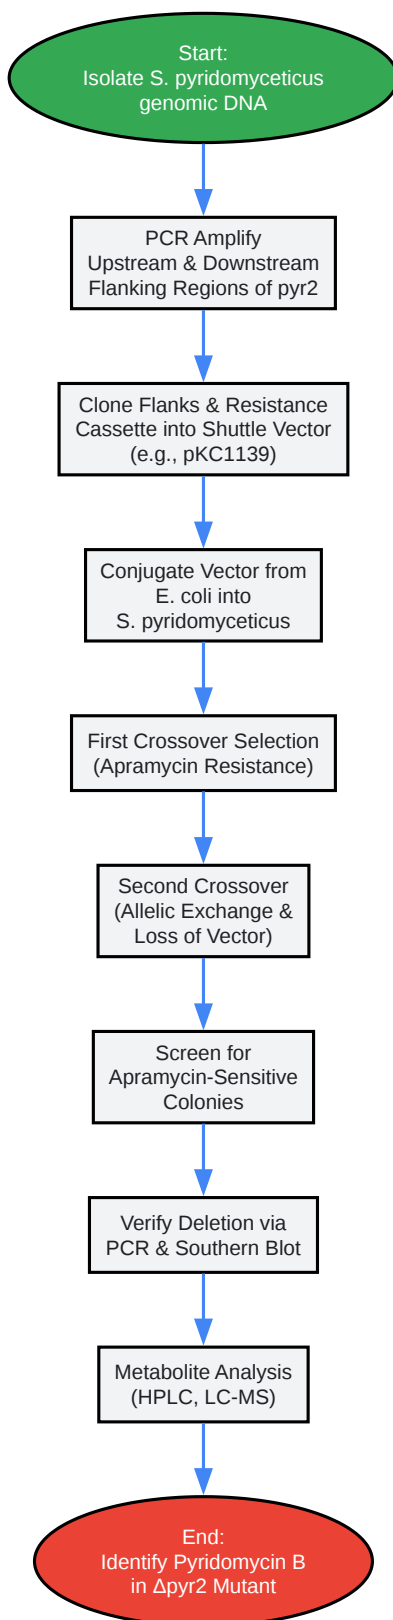 Start:
Isolate S. pyridomyceticus
genomic DNA
PCR Amplify
Upstream & Downstream
Flanking Regions of pyr2
Clone Flanks & Resistance
Cassette into Shuttle Vector
(e.g., pKC1139)
Conjugate Vector from
E. coli into
S. pyridomyceticus
First Crossover Selection
(Apramycin Resistance)
Second Crossover
(Allelic Exchange &
Loss of Vector)
Screen for
Apramycin-Sensitive
Colonies
Verify Deletion via
PCR & Southern Blot
Metabolite Analysis
(HPLC, LC-MS)
End:
Identify Pyridomycin B
in Δpyr2 Mutant